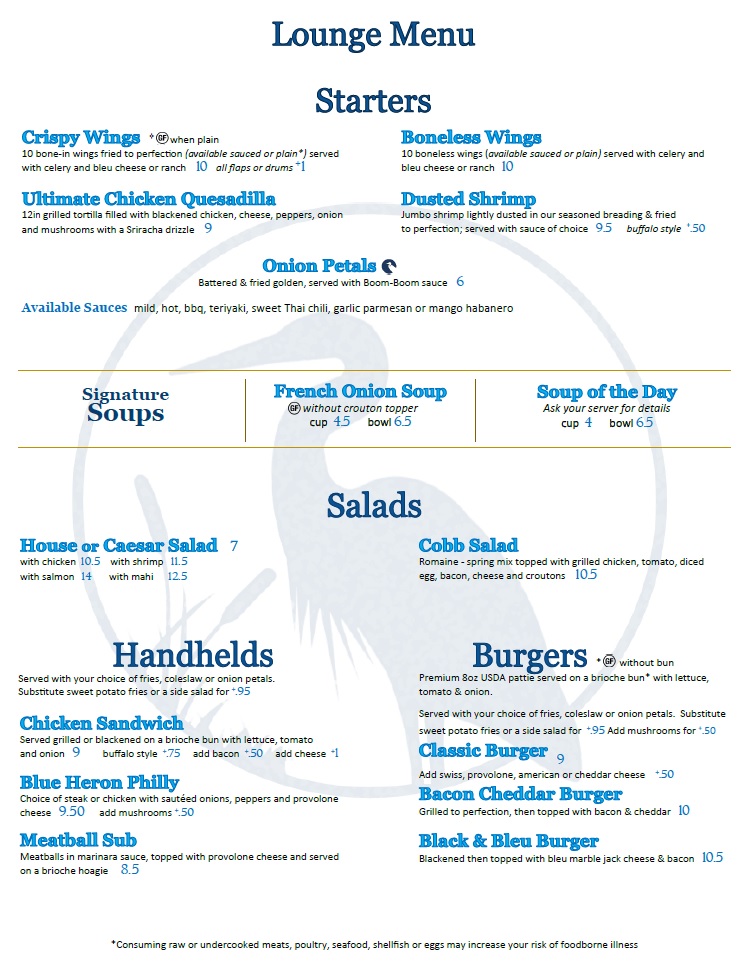 Lounge Menu
Starters
Crispy Wings * GF when plain
10 bone-in wings fried to perfection (available sauced or plain*) served
with celery and bleu cheese or ranch 10 all flaps or drums +1
Boneless Wings
10 boneless wings (available sauced or plain) served with celery and
bleu cheese or ranch 10
Ultimate Chicken Quesadilla
12in grilled tortilla filled with blackened chicken, cheese, peppers, onion
and mushrooms with a Sriracha drizzle 9
Dusted Shrimp
Jumbo shrimp lightly dusted in our seasoned breading & fried
to perfection; served with sauce of choice 9.5 buffalo style +.50
Onion Petals
Battered & fried golden, served with Boom-Boom sauce 6
Available Sauces mild, hot, bbq, teriyaki, sweet Thai chili, garlic parmesan or mango habanero
Signature
Soups
French Onion Soup
GF without crouton topper
cup 4.5 bowl 6.5
Soup of the Day
Ask your server for details
cup 4 bowl 6.5
Salads
House or Caesar Salad 7
with chicken 10.5 with shrimp 11.5
with salmon 14 with mahi 12.5
Cobb Salad
Romaine - spring mix topped with grilled chicken, tomato, diced
egg, bacon, cheese and croutons 10.5
Handhelds
Served with your choice of fries, coleslaw or onion petals.
Substitute sweet potato fries or a side salad for +.95
Chicken Sandwich
Served grilled or blackened on a brioche bun with lettuce, tomato
and onion 9 buffalo style +.75 add bacon +.50 add cheese +1
Blue Heron Philly
Choice of steak or chicken with sautéed onions, peppers and provolone
cheese 9.50 add mushrooms +.50
Meatball Sub
Meatballs in marinara sauce, topped with provolone cheese and served
on a brioche hoagie 8.5
Burgers * GF without bun
Premium 8oz USDA pattie served on a brioche bun* with lettuce,
tomato & onion.
Served with your choice of fries, coleslaw or onion petals. Substitute
sweet potato fries or a side salad for +.95 Add mushrooms for +.50
Classic Burger 9
Add swiss, provolone, american or cheddar cheese +.50
Bacon Cheddar Burger
Grilled to perfection, then topped with bacon & cheddar 10
Black & Bleu Burger
Blackened then topped with bleu marble jack cheese & bacon 10.5
*Consuming raw or undercooked meats, poultry, seafood, shellfish or eggs may increase your risk of foodborne illness